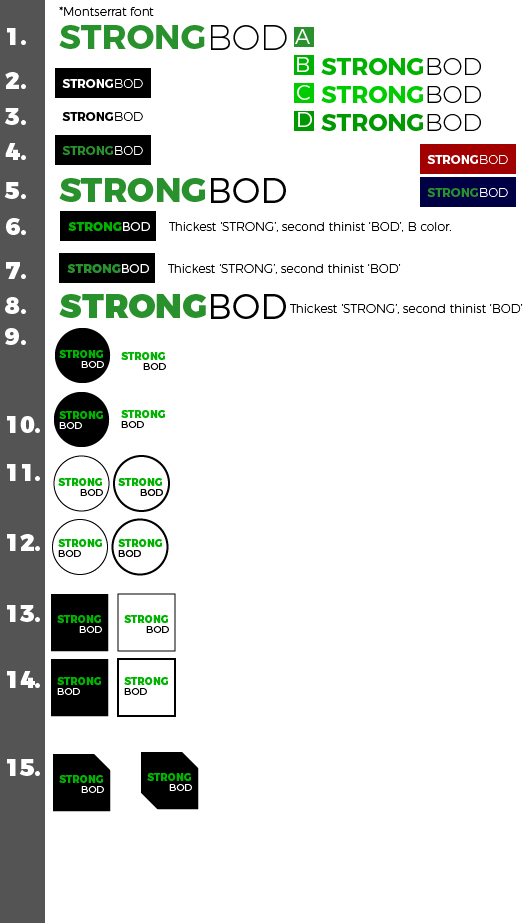 *Montserrat font
1. STRONGBOD A
B STRONGBOD
2. STRONGBOD
C STRONGBOD
3. STRONGBOD
D STRONGBOD
4. STRONGBOD
STRONGBOD
5. STRONGBOD
STRONGBOD
6. STRONGBOD Thickest ‘STRONG’, second thinist ‘BOD’, B color.
7. STRONGBOD Thickest ‘STRONG’, second thinist ‘BOD’
8. STRONGBOD Thickest ‘STRONG’, second thinist ‘BOD’
9.
STRONG STRONG
BOD BOD
10.
STRONG STRONG
BOD BOD
11.
STRONG STRONG
BOD BOD
12.
STRONG STRONG
BOD BOD
13.
STRONG STRONG
BOD BOD
14.
STRONG STRONG
BOD BOD
15.
STRONG STRONG
BOD BOD